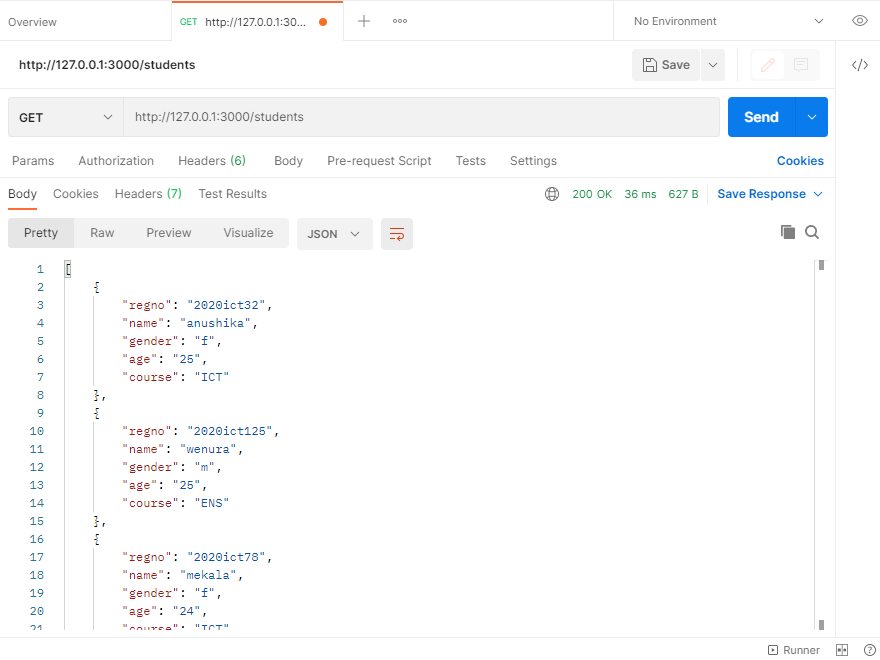 Overview
GET http://127.0.0.1:30...
No Environment
http://127.0.0.1:3000/students
Save
GET
http://127.0.0.1:3000/students
Send
Params Authorization Headers (6) Body Pre-request Script Tests Settings Cookies
Body Cookies Headers (7) Test Results 200 OK 36 ms 627 B Save Response
Pretty Raw Preview Visualize JSON
1 [
2 {
3 "regno": "2020ict32",
4 "name": "anushika",
5 "gender": "f",
6 "age": "25",
7 "course": "ICT"
8 },
9 {
10 "regno": "2020ict125",
11 "name": "wenura",
12 "gender": "m",
13 "age": "25",
14 "course": "ENS"
15 },
16 {
17 "regno": "2020ict78",
18 "name": "mekala",
19 "gender": "f",
20 "age": "24",
21 "course": "ICT"
Runner